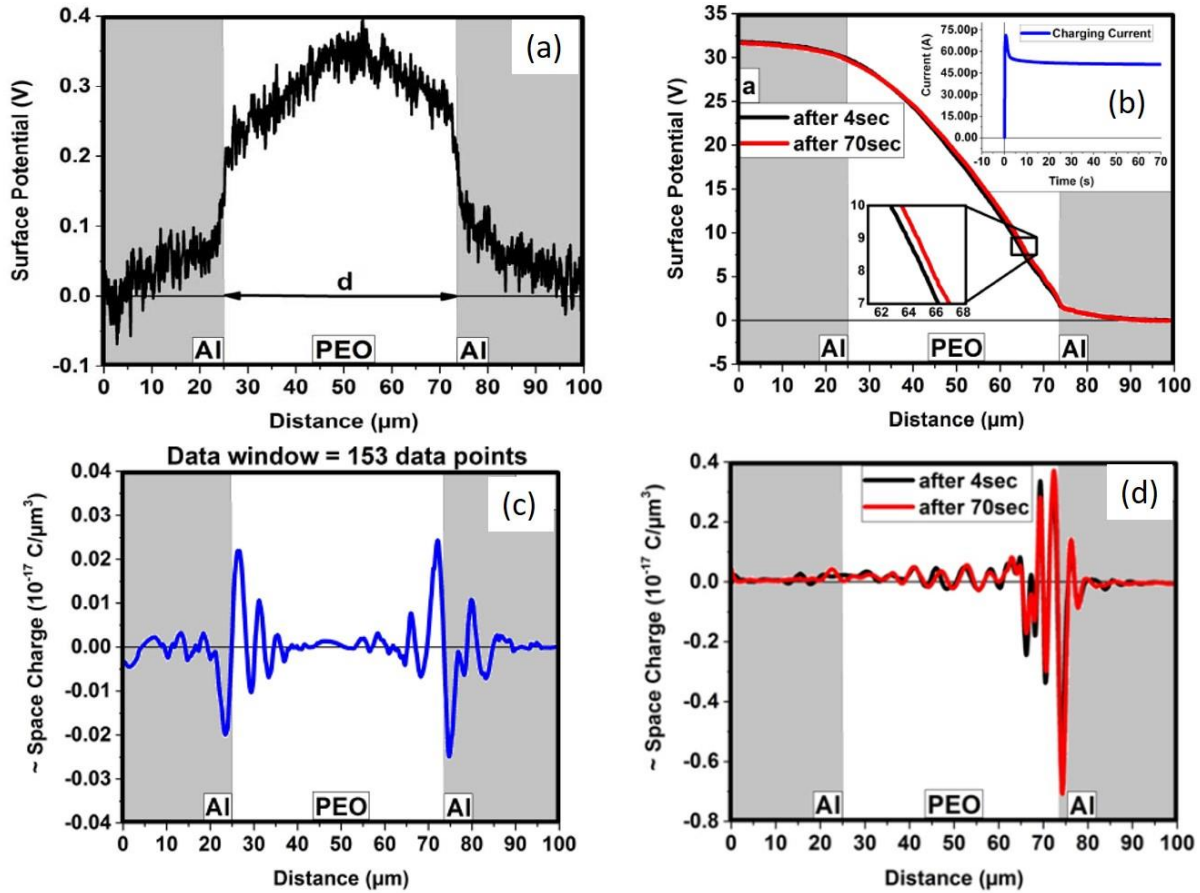 (a)
Surface Potential (V)
0.4
0.3
0.2
0.1
0.0
-0.1
d
Al
PEO
Al
0 10 20 30 40 50 60 70 80 90 100
Distance (µm)
(b)
Surface Potential (V)
35
30
25
20
15
10
5
0
-5
a
after 4sec
after 70sec
Charging Current
Current (A)
75.00p
60.00p
45.00p
30.00p
15.00p
0.00
-10 0 10 20 30 40 50 60 70
Time (s)
10
9
8
7
62 64 66 68
Al
PEO
Al
0 10 20 30 40 50 60 70 80 90 100
Distance (µm)
Data window = 153 data points
(c)
~ Space Charge (10⁻¹⁷ C/µm³)
0.04
0.03
0.02
0.01
0.00
-0.01
-0.02
-0.03
-0.04
Al
PEO
Al
0 10 20 30 40 50 60 70 80 90 100
Distance (µm)
(d)
~ Space Charge (10⁻¹⁷ C/µm³)
0.4
0.2
0.0
-0.2
-0.4
-0.6
-0.8
after 4sec
after 70sec
Al
PEO
Al
0 10 20 30 40 50 60 70 80 90 100
Distance (µm)